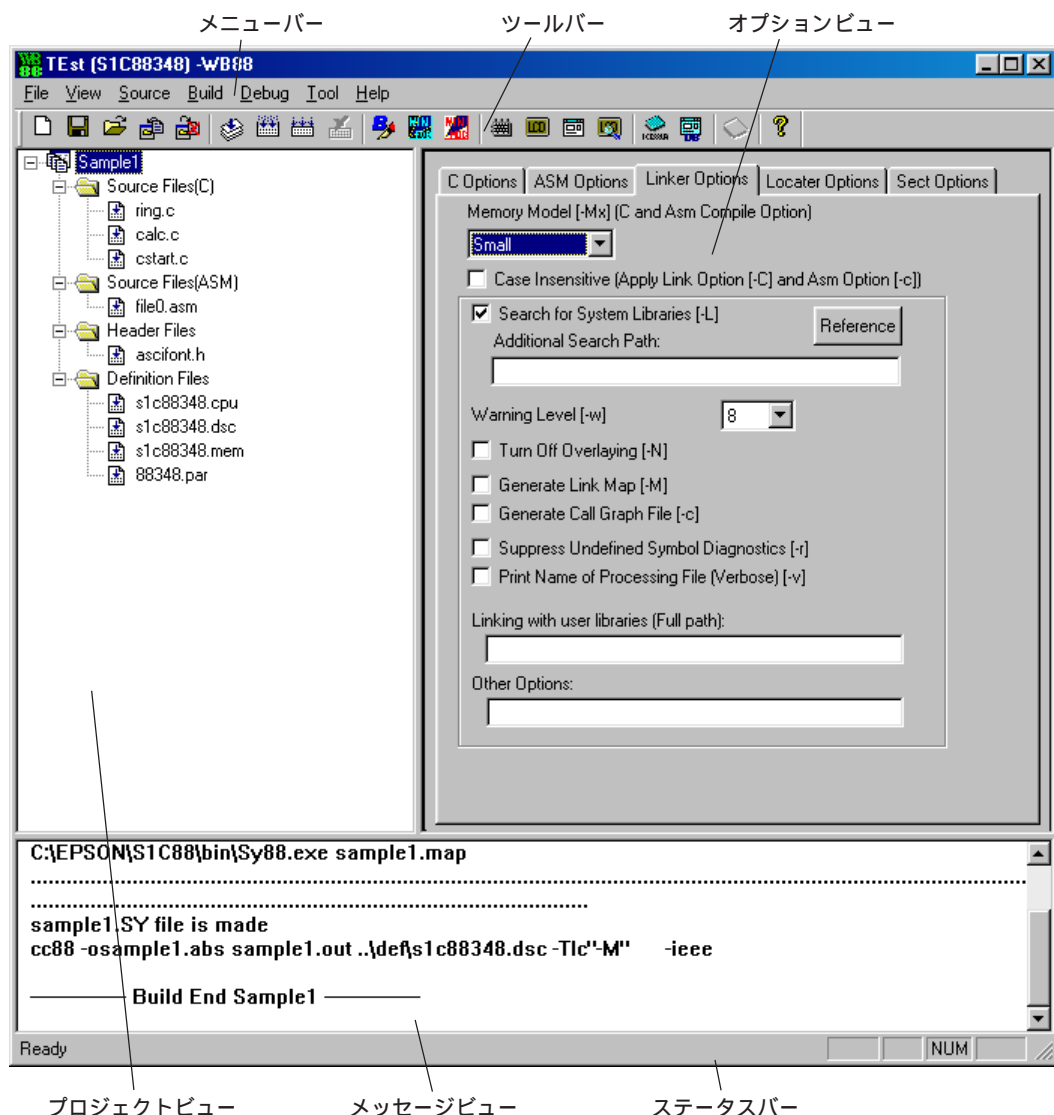 メニューバー ツールバー オプションビュー
TEst (S1C88348) -WB88
File View Source Build Debug Tool Help
Sample1
Source Files(C)
ring.c
calc.c
cstart.c
Source Files(ASM)
file0.asm
Header Files
ascifont.h
Definition Files
s1c88348.cpu
s1c88348.dsc
s1c88348.mem
88348.par
C Options ASM Options Linker Options Locater Options Sect Options
Memory Model [-Mx] (C and Asm Compile Option)
Small
Case Insensitive (Apply Link Option [-C] and Asm Option [-c])
Search for System Libraries [-L]
Reference
Additional Search Path:
Warning Level [-w] 8
Turn Off Overlaying [-N]
Generate Link Map [-M]
Generate Call Graph File [-c]
Suppress Undefined Symbol Diagnostics [-r]
Print Name of Processing File (Verbose) [-v]
Linking with user libraries (Full path):
Other Options:
C:\EPSON\S1C88\bin\Sy88.exe sample1.map
................................................................................................................................................................
..............................................................................................
sample1.SY file is made
cc88 -osample1.abs sample1.out ..\def\s1c88348.dsc -Tlc"-M" -ieee
———— Build End Sample1 ————
Ready NUM
プロジェクトビュー メッセージビュー ステータスバー